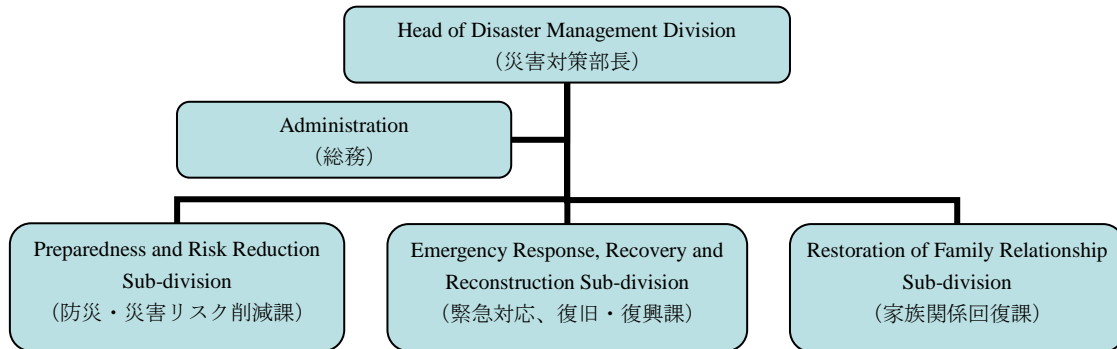 Head of Disaster Management Division
（災害対策部長）
Administration
（総務）
Preparedness and Risk Reduction
Sub-division
（防災・災害リスク削減課）
Emergency Response, Recovery and
Reconstruction Sub-division
（緊急対応、復旧・復興課）
Restoration of Family Relationship
Sub-division
（家族関係回復課）